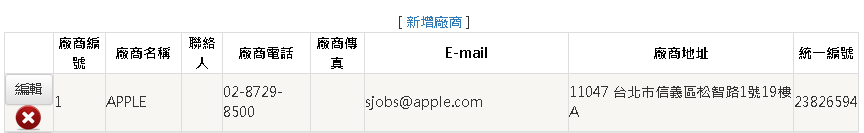 [ 新增廠商 ]
廠商編號 廠商名稱 聯絡人 廠商電話 廠商傳真 E-mail 廠商地址 統一編號
編輯 1 APPLE 02-8729-8500 sjobs@apple.com 11047 台北市信義區松智路1號19樓A 23826594